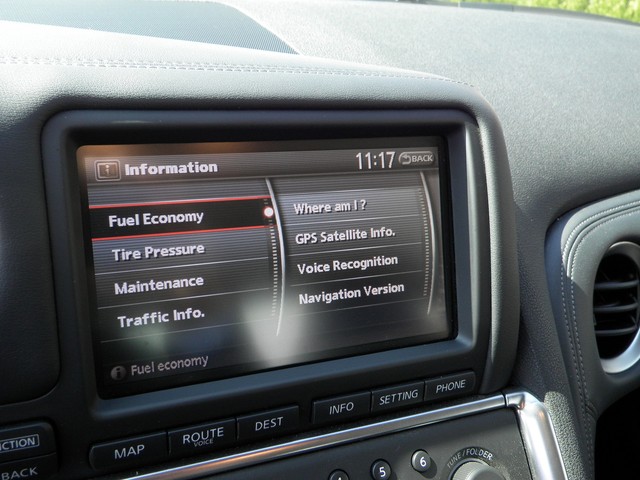 Information 11:17 BACK
Fuel Economy
Tire Pressure
Maintenance
Traffic Info.
Where am I?
GPS Satellite Info.
Voice Recognition
Navigation Version
i Fuel economy
MAP ROUTE DEST INFO SETTING PHONE
VOICE
BACK
5 6 TUNE/FOLDER